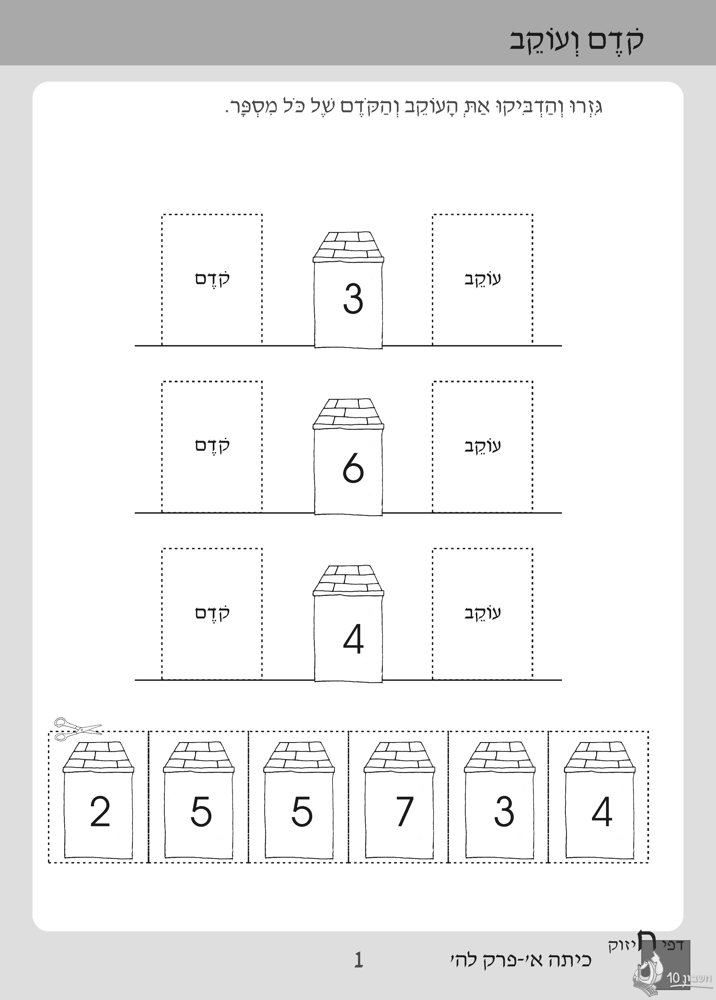 קֹדֶם וְעוֹקֵב
גִּזְרוּ וְהַדְבִּיקוּ אַתְּ הָעוֹקֵב וְהַקֹּדֶם שֶׁל כֹּל מִסְפָּר.
קֹדֶם 3 עוֹקֵב
קֹדֶם 6 עוֹקֵב
קֹדֶם 4 עוֹקֵב
2 5 5 7 3 4
דפי חיזוק
כיתה א'-פרק לה'
1
חשבון 10